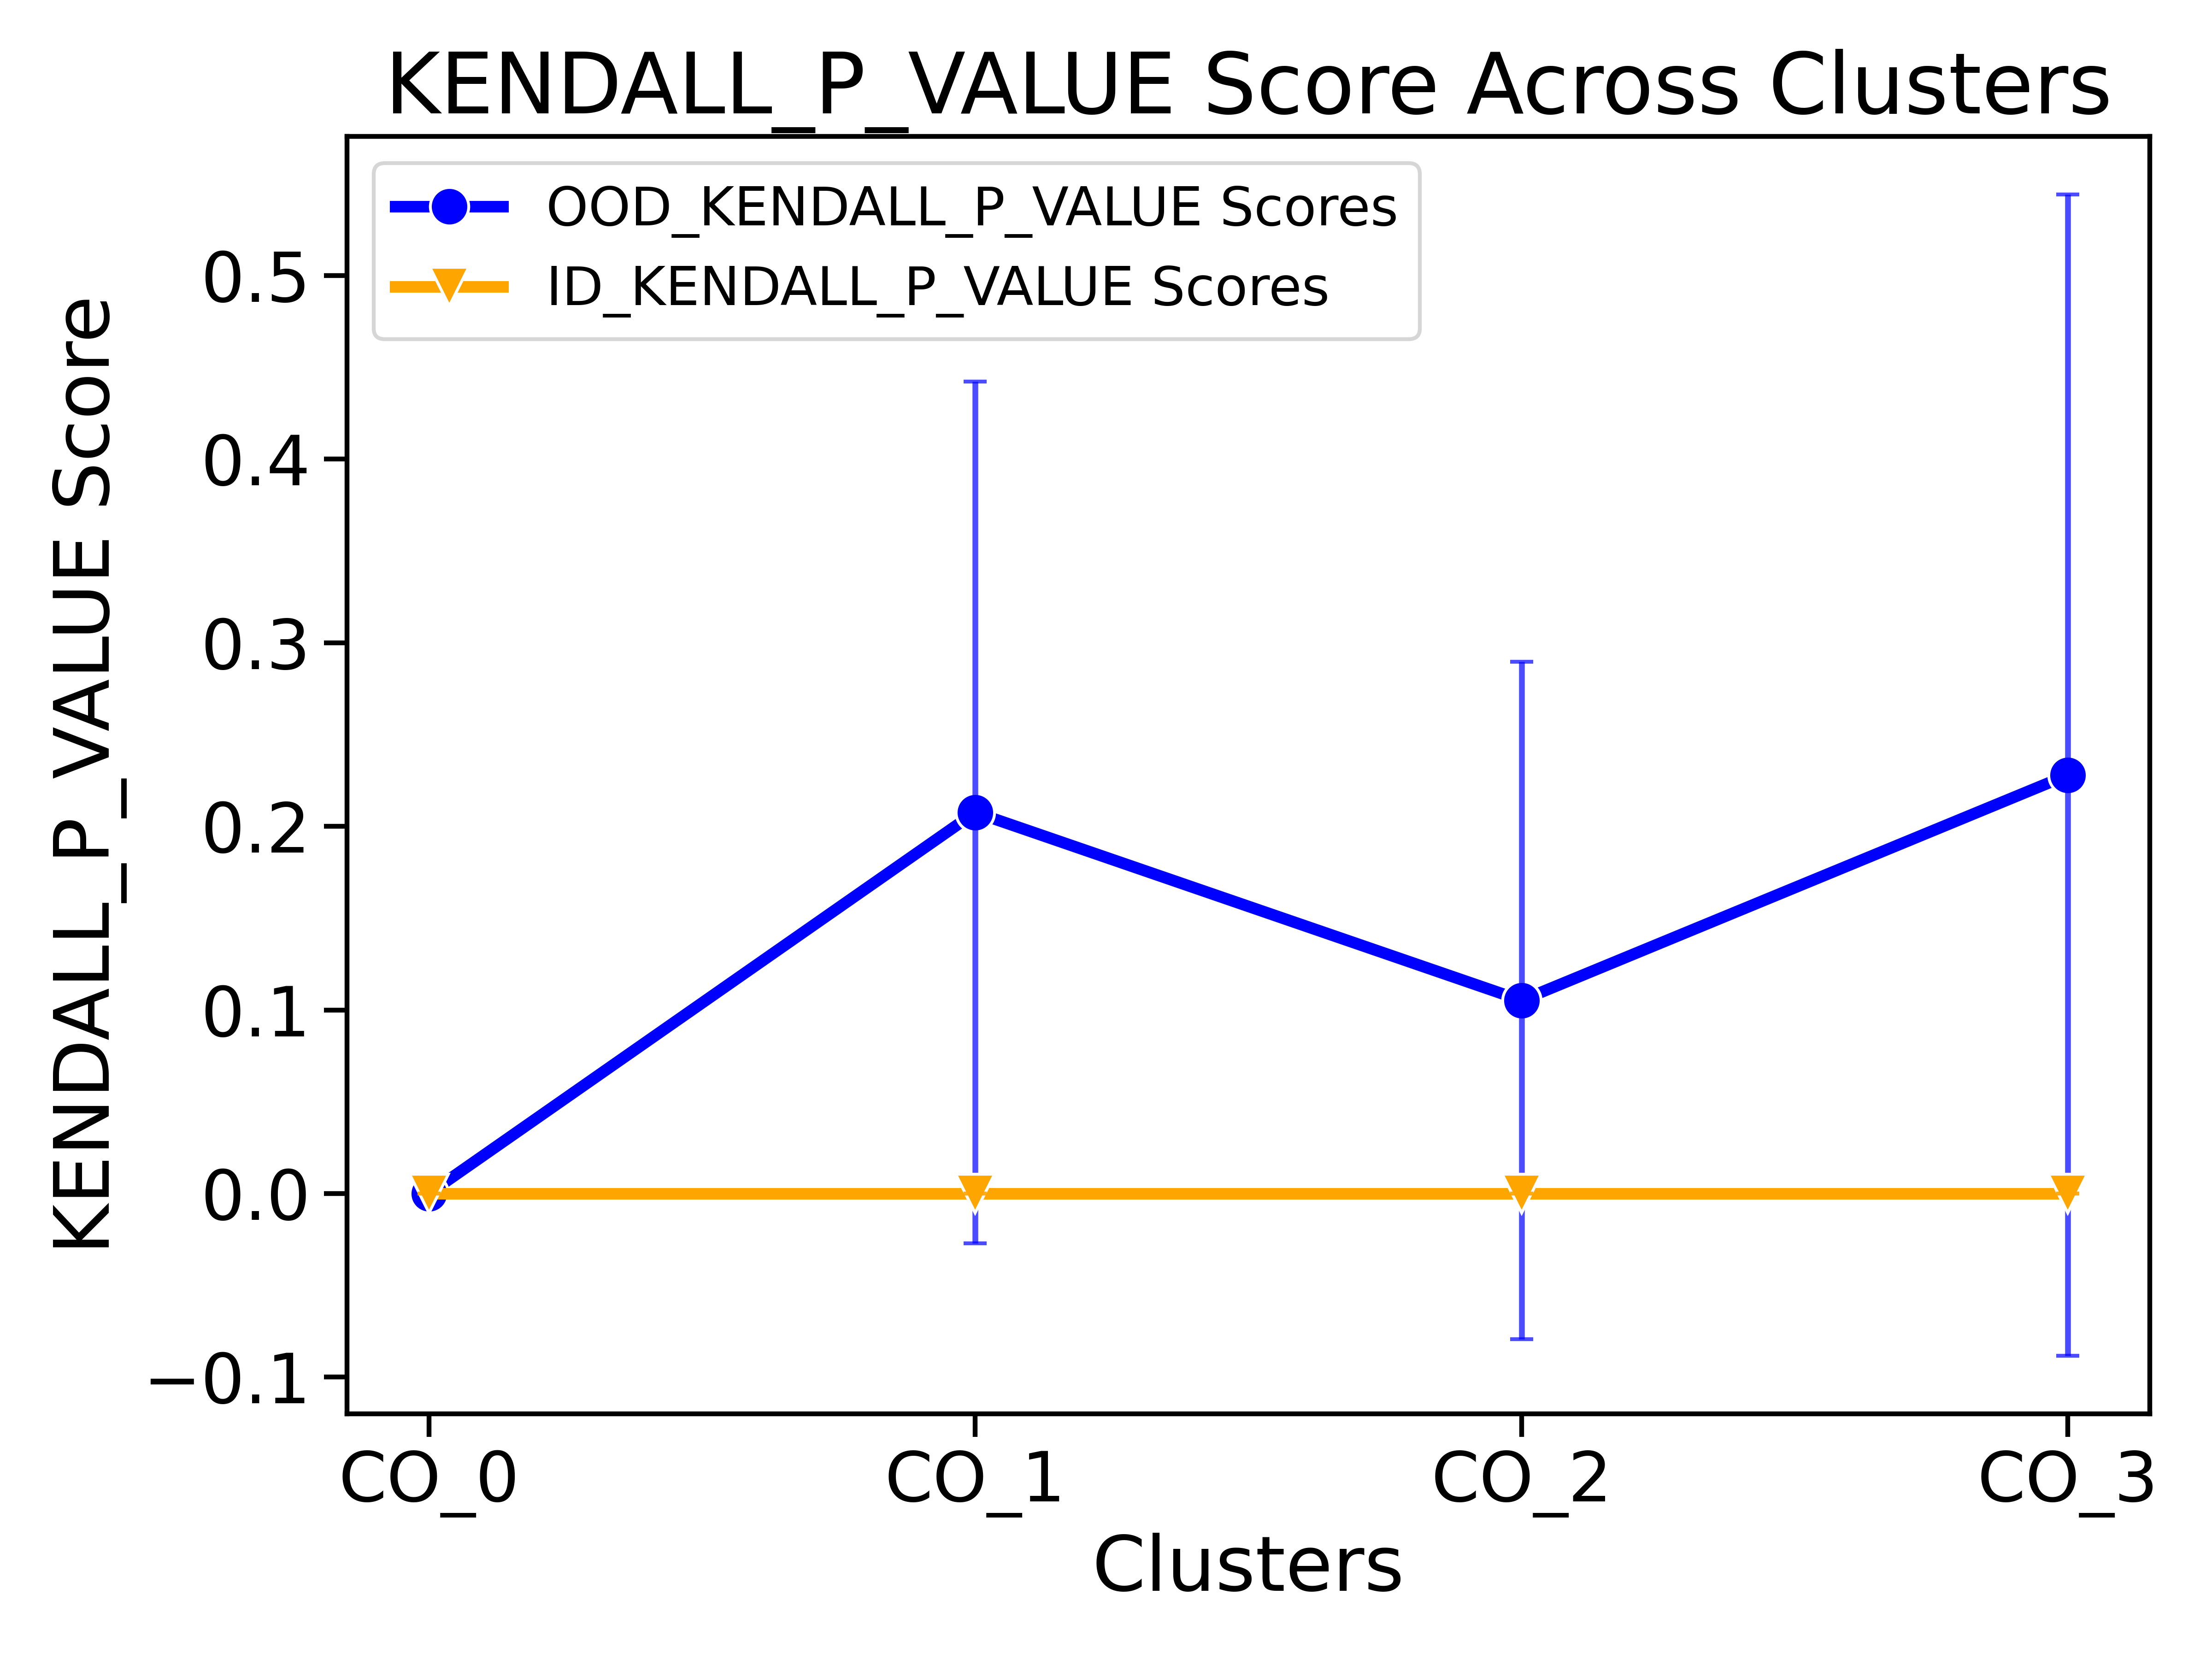 KENDALL_P_VALUE Score Across Clusters
OOD_KENDALL_P_VALUE Scores
ID_KENDALL_P_VALUE Scores
KENDALL_P_VALUE Score
0.5
0.4
0.3
0.2
0.1
0.0
−0.1
CO_0 CO_1 CO_2 CO_3
Clusters